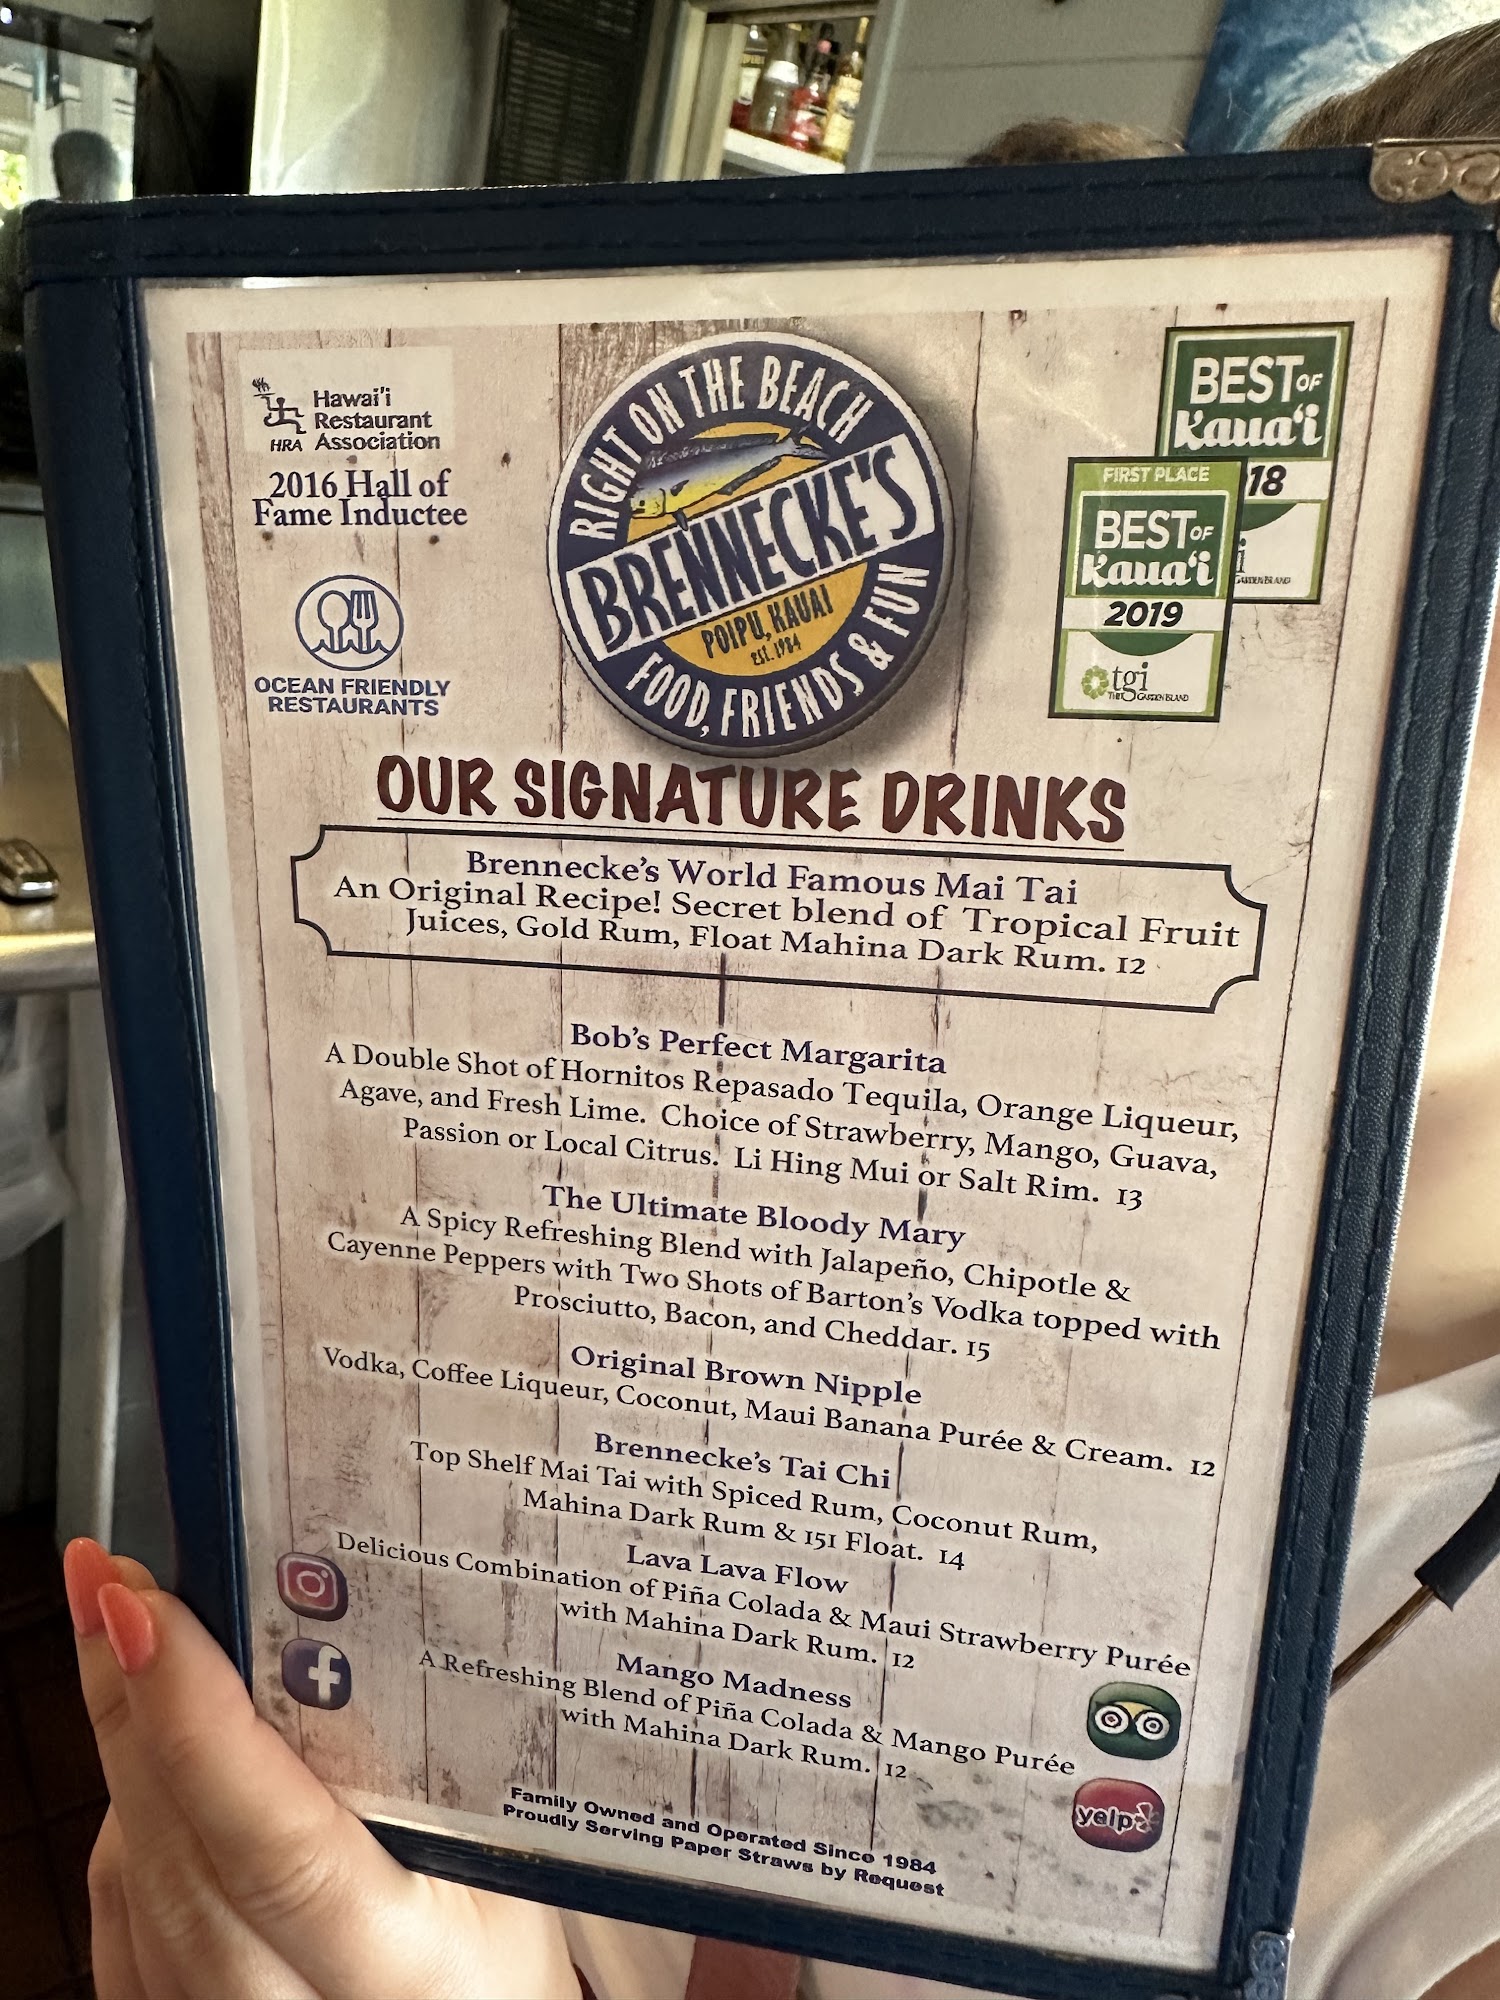 Hawai'i
Restaurant
HRA Association
2016 Hall of
Fame Inductee
OCEAN FRIENDLY
RESTAURANTS
RIGHT ON THE BEACH
BRENNECKE'S
POIPU, KAUAI
EST. 1984
FOOD, FRIENDS & FUN
BEST OF
Kaua'i
18
FIRST PLACE
BEST OF
Kaua'i
2019
tgi
THE GARDEN ISLAND
OUR SIGNATURE DRINKS
Brennecke's World Famous Mai Tai
An Original Recipe! Secret blend of Tropical Fruit
Juices, Gold Rum, Float Mahina Dark Rum. 12
Bob's Perfect Margarita
A Double Shot of Hornitos Repasado Tequila, Orange Liqueur,
Agave, and Fresh Lime. Choice of Strawberry, Mango, Guava,
Passion or Local Citrus. Li Hing Mui or Salt Rim. 13
The Ultimate Bloody Mary
A Spicy Refreshing Blend with Jalapeño, Chipotle &
Cayenne Peppers with Two Shots of Barton's Vodka topped with
Prosciutto, Bacon, and Cheddar. 15
Original Brown Nipple
Vodka, Coffee Liqueur, Coconut, Maui Banana Purée & Cream. 12
Brennecke's Tai Chi
Top Shelf Mai Tai with Spiced Rum, Coconut Rum,
Mahina Dark Rum & 151 Float. 14
Lava Lava Flow
Delicious Combination of Piña Colada & Maui Strawberry Purée
with Mahina Dark Rum. 12
Mango Madness
A Refreshing Blend of Piña Colada & Mango Purée
with Mahina Dark Rum. 12
yelp
Family Owned and Operated Since 1984
Proudly Serving Paper Straws by Request